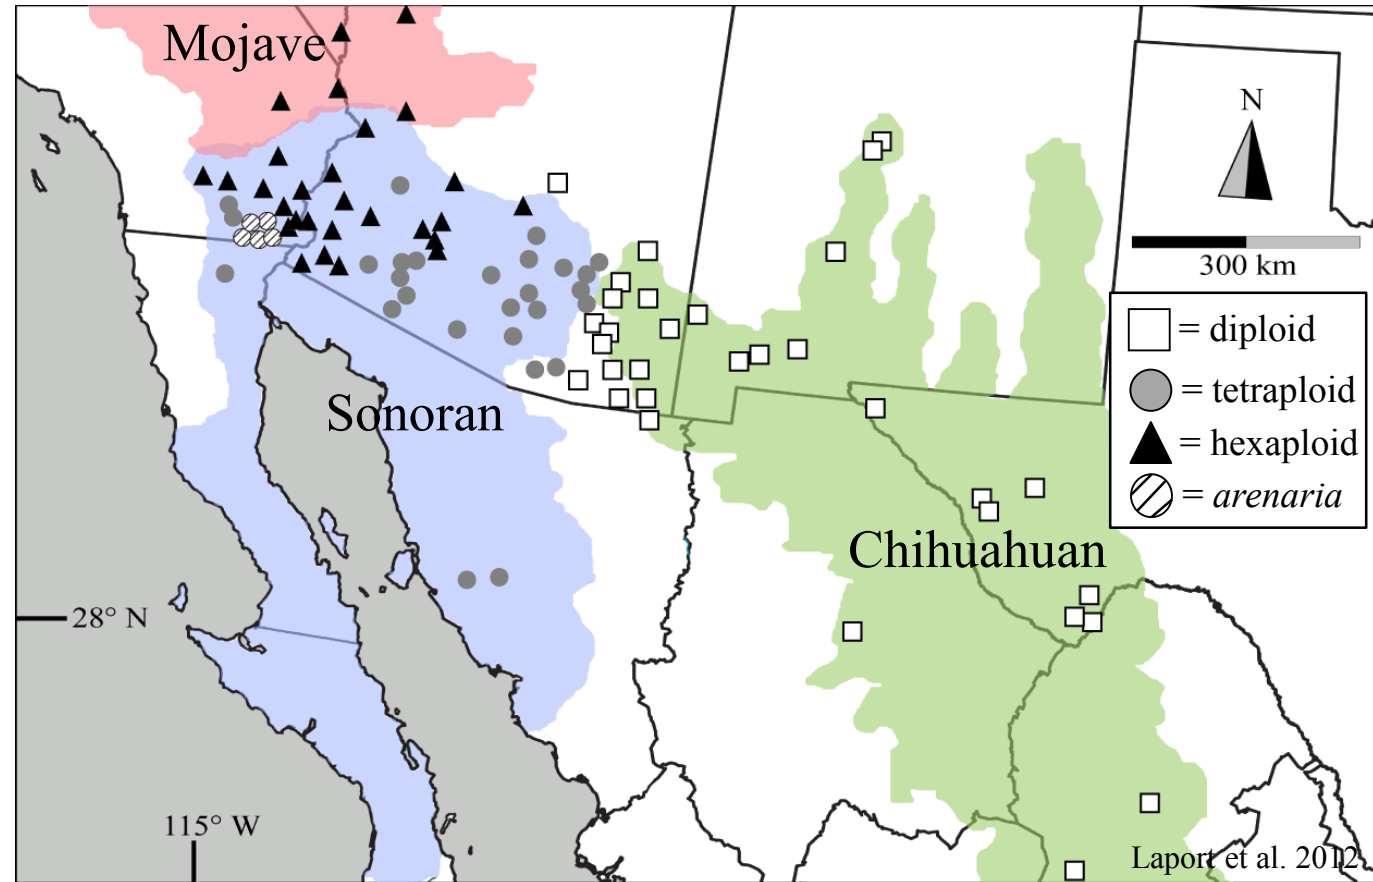 Mojave
N
300 km
= diploid
= tetraploid
= hexaploid
= arenaria
Sonoran
Chihuahuan
28° N
115° W
Laport et al. 2012